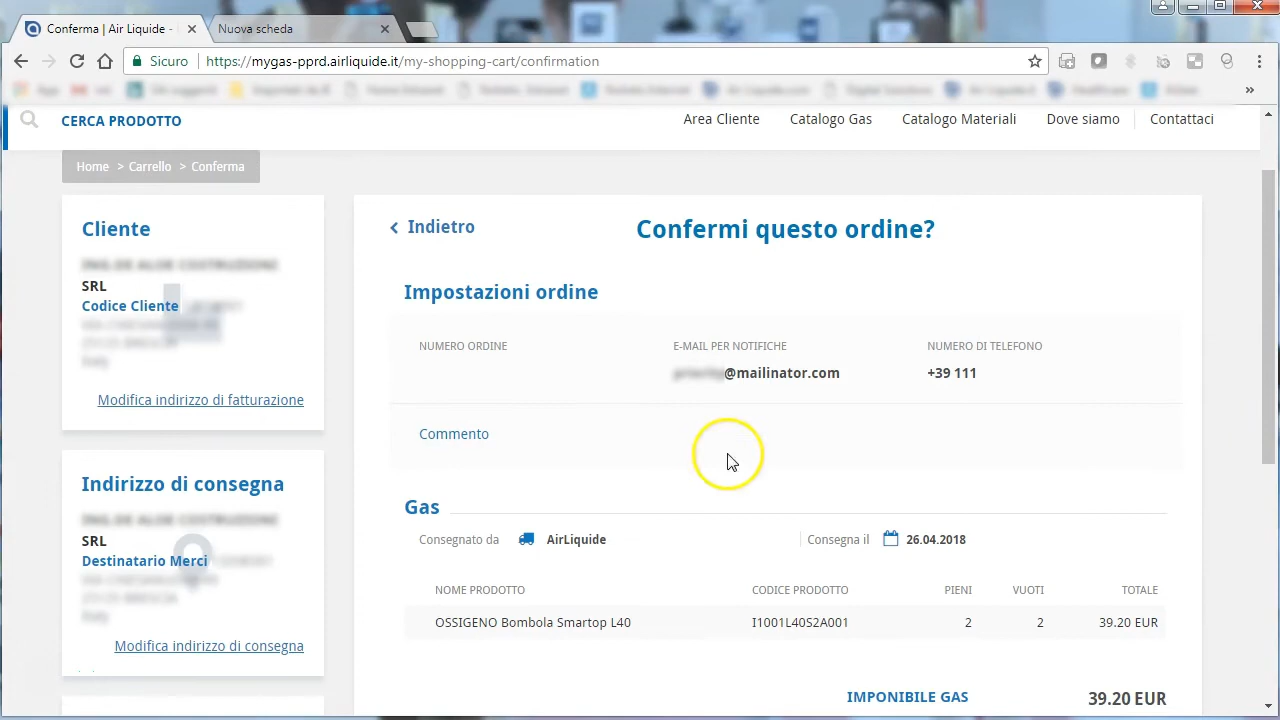 Conferma | Air Liquide -
Nuova scheda
Sicuro
https://mygas-pprd.airliquide.it/my-shopping-cart/confirmation
CERCA PRODOTTO
Area Cliente
Catalogo Gas
Catalogo Materiali
Dove siamo
Contattaci
Home > Carrello > Conferma
Cliente
SRL
Codice Cliente
Modifica indirizzo di fatturazione
Indirizzo di consegna
SRL
Destinatario Merci
Modifica indirizzo di consegna
Indietro
Confermi questo ordine?
Impostazioni ordine
NUMERO ORDINE
E-MAIL PER NOTIFICHE
NUMERO DI TELEFONO
@mailinator.com
+39 111
Commento
Gas
Consegnato da
AirLiquide
Consegna il
26.04.2018
NOME PRODOTTO
CODICE PRODOTTO
PIENI
VUOTI
TOTALE
OSSIGENO Bombola Smartop L40
I1001L40S2A001
2
2
39.20 EUR
IMPONIBILE GAS
39.20 EUR